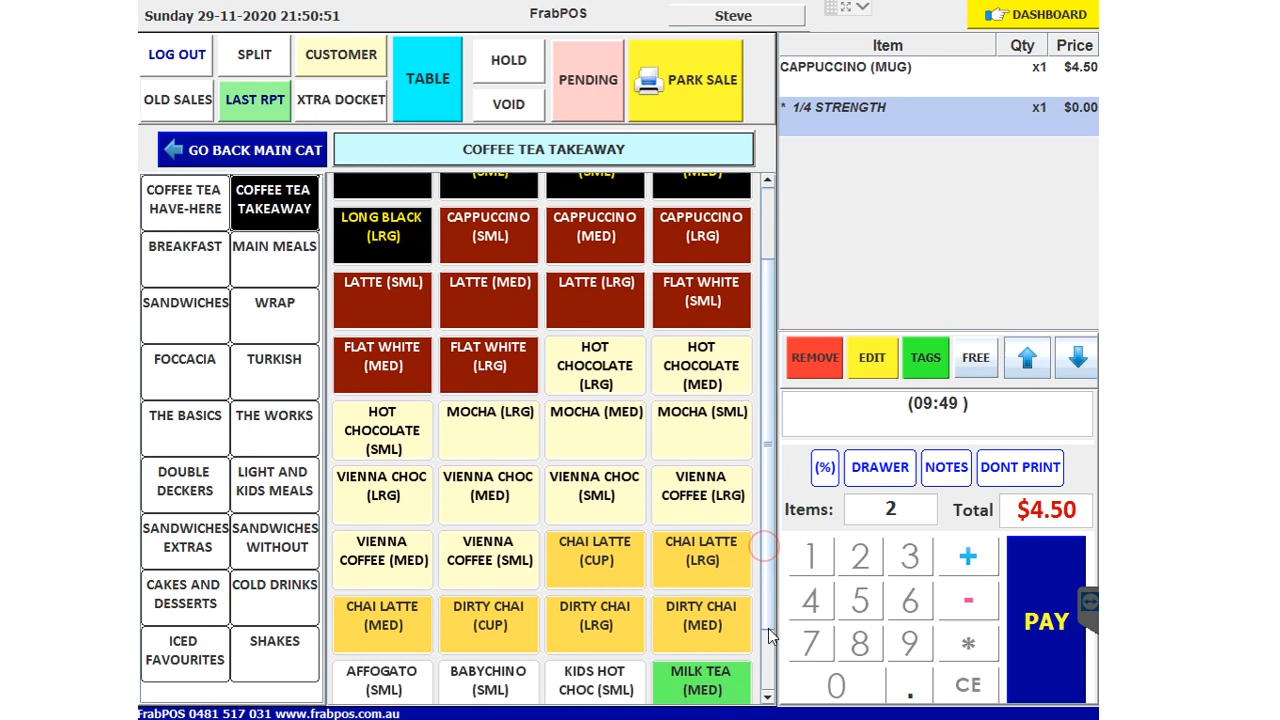 Sunday 29-11-2020 21:50:51
FrabPOS
Steve
DASHBOARD
LOG OUT
SPLIT
CUSTOMER
TABLE
HOLD
PENDING
PARK SALE
OLD SALES
LAST RPT
XTRA DOCKET
VOID
Item Qty Price
CAPPUCCINO (MUG) x1 $4.50
* 1/4 STRENGTH x1 $0.00
GO BACK MAIN CAT
COFFEE TEA TAKEAWAY
COFFEE TEA
HAVE-HERE
COFFEE TEA
TAKEAWAY
BREAKFAST
MAIN MEALS
SANDWICHES
WRAP
FOCCACIA
TURKISH
THE BASICS
THE WORKS
DOUBLE
DECKERS
LIGHT AND
KIDS MEALS
SANDWICHES
EXTRAS
SANDWICHES
WITHOUT
CAKES AND
DESSERTS
COLD DRINKS
ICED
FAVOURITES
SHAKES
(SML)
(SML)
(MED)
LONG BLACK
(LRG)
CAPPUCCINO
(SML)
CAPPUCCINO
(MED)
CAPPUCCINO
(LRG)
LATTE (SML)
LATTE (MED)
LATTE (LRG)
FLAT WHITE
(SML)
FLAT WHITE
(MED)
FLAT WHITE
(LRG)
HOT
CHOCOLATE
(LRG)
HOT
CHOCOLATE
(MED)
HOT
CHOCOLATE
(SML)
MOCHA (LRG)
MOCHA (MED)
MOCHA (SML)
VIENNA CHOC
(LRG)
VIENNA CHOC
(MED)
VIENNA CHOC
(SML)
VIENNA
COFFEE (LRG)
VIENNA
COFFEE (MED)
VIENNA
COFFEE (SML)
CHAI LATTE
(CUP)
CHAI LATTE
(LRG)
CHAI LATTE
(MED)
DIRTY CHAI
(CUP)
DIRTY CHAI
(LRG)
DIRTY CHAI
(MED)
AFFOGATO
(SML)
BABYCHINO
(SML)
KIDS HOT
CHOC (SML)
MILK TEA
(MED)
REMOVE
EDIT
TAGS
FREE
(09:49 )
(%)
DRAWER
NOTES
DONT PRINT
Items: 2 Total $4.50
1 2 3 +
4 5 6 -
7 8 9 *
0 . CE
PAY
FrabPOS 0481 517 031 www.frabpos.com.au